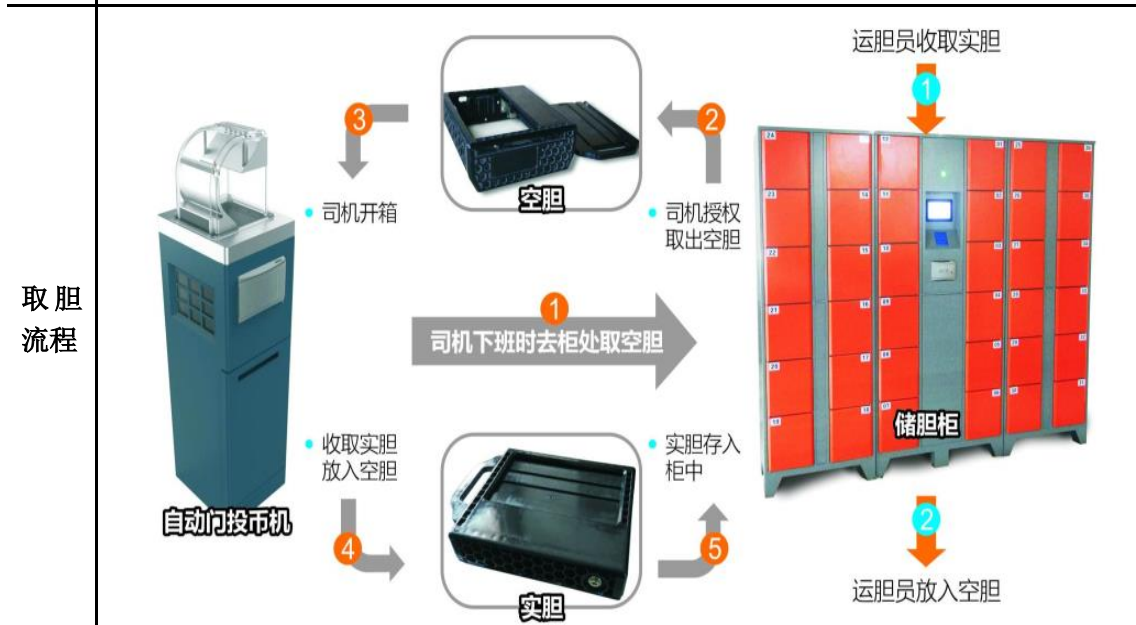 取胆
流程
运胆员收取实胆
1
3
2
空胆
司机开箱
司机授权
取出空胆
1
司机下班时去柜处取空胆
储胆柜
收取实胆
放入空胆
实胆存入
柜中
自动门投币机
4
5
2
实胆
运胆员放入空胆